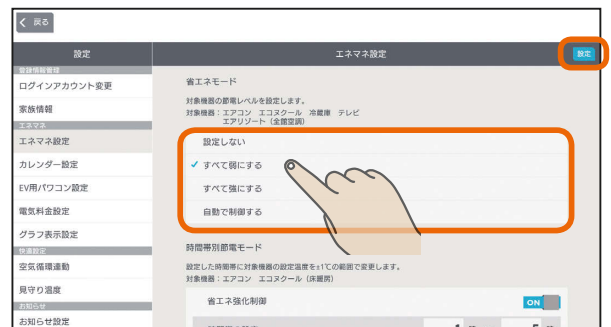 戻る
設定
エネマネ設定
設定
登録情報管理
ログインアカウント変更
家族情報
エネマネ
エネマネ設定
カレンダー設定
EV用パワコン設定
電気料金設定
グラフ表示設定
快適設定
空気循環連動
見守り温度
お知らせ
お知らせ設定
省エネモード
対象機器の節電レベルを設定します。
対象機器:エアコン エコヌクール 冷蔵庫 テレビ
エアリゾート(全館空調)
設定しない
すべて弱にする
すべて強にする
自動で制御する
時間帯別節電モード
設定した時間帯に対象機器の設定温度を±1℃の範囲で変更します。
対象機器:エアコン エコヌクール(床暖房)
省エネ強化制御
ON